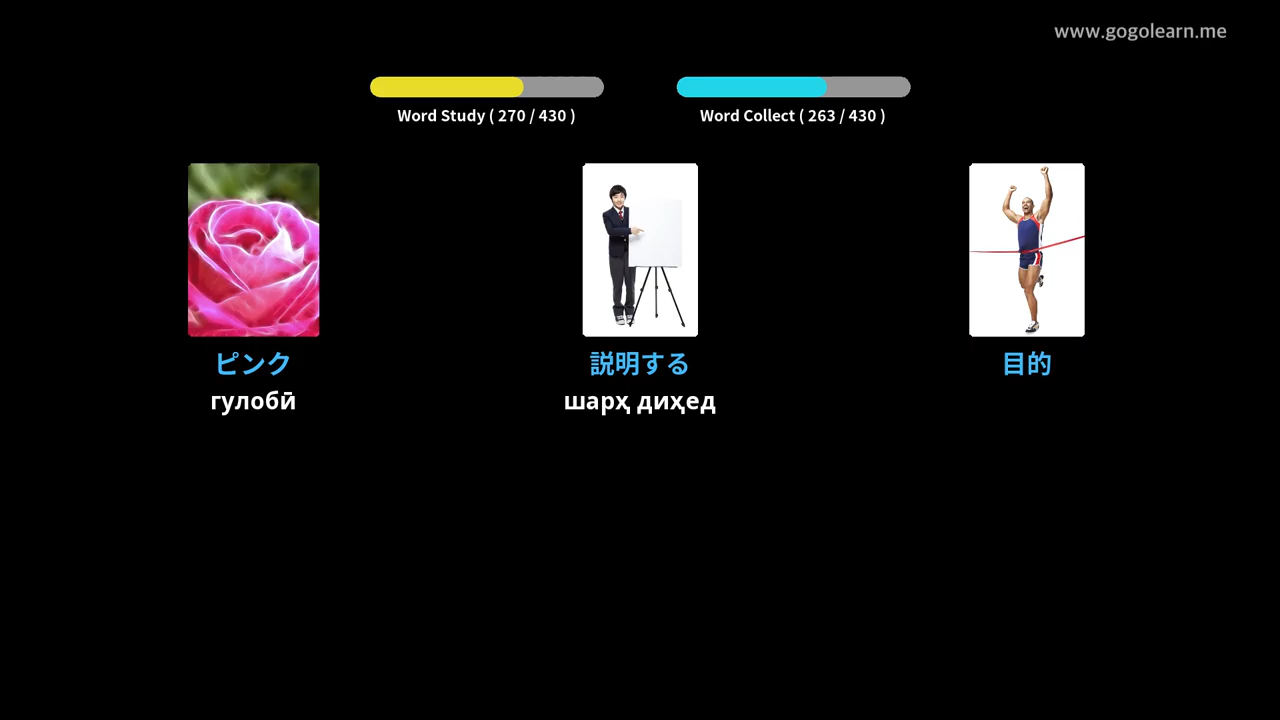 www.gogolearn.me
Word Study ( 270 / 430 )
Word Collect ( 263 / 430 )
ピンク
説明する
目的
гулобӣ
шарҳ диҳед